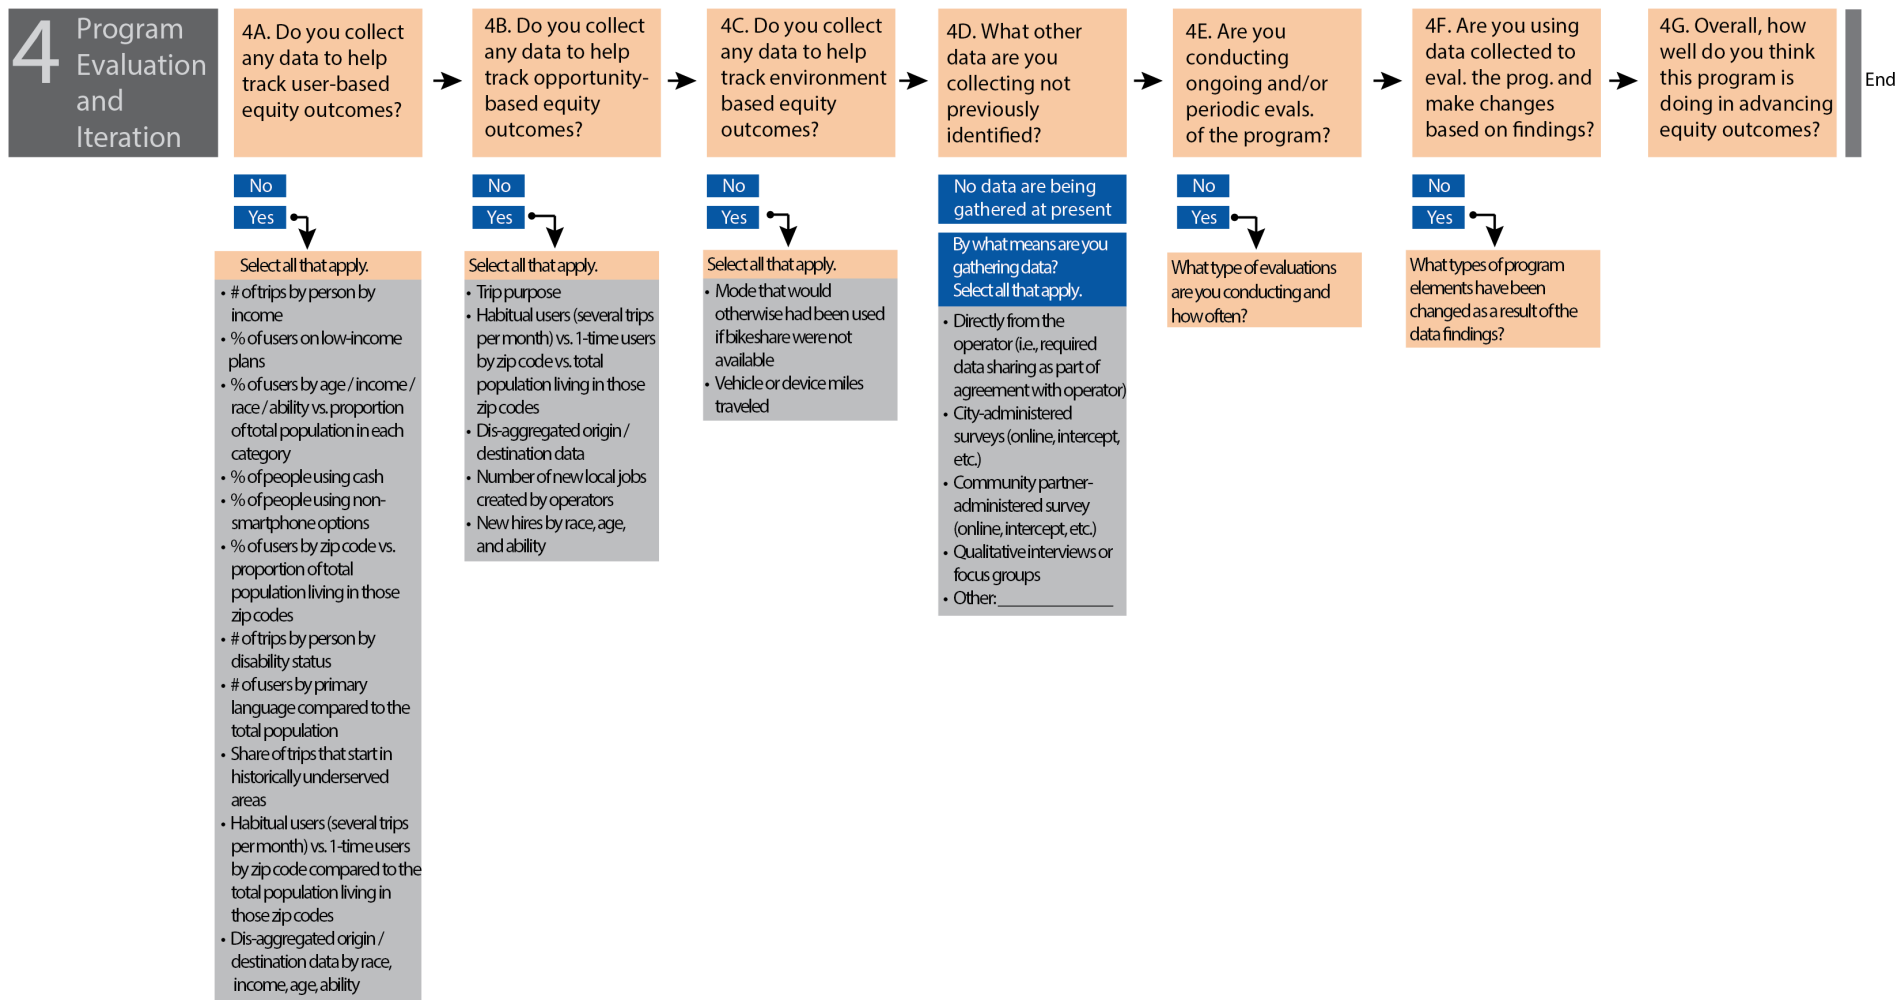 4 Program
Evaluation
and
Iteration
4A. Do you collect
any data to help
track user-based
equity outcomes?
No
Yes
Select all that apply.
• # of trips by person by
income
• % of users on low-income
plans
• % of users by age / income /
race / ability vs. proportion
of total population in each
category
• % of people using cash
• % of people using non-
smartphone options
• % of users by zip code vs.
proportion of total
population living in those
zip codes
• # of trips by person by
disability status
• # of users by primary
language compared to the
total population
• Share of trips that start in
historically underserved
areas
• Habitual users (several trips
per month) vs. 1-time users
by zip code compared to the
total population living in
those zip codes
• Dis-aggregated origin /
destination data by race,
income, age, ability
4B. Do you collect
any data to help
track opportunity-
based equity
outcomes?
No
Yes
Select all that apply.
• Trip purpose
• Habitual users (several trips
per month) vs. 1-time users
by zip code vs. total
population living in those
zip codes
• Dis-aggregated origin /
destination data
• Number of new local jobs
created by operators
• New hires by race, age,
and ability
4C. Do you collect
any data to help
track environment
based equity
outcomes?
No
Yes
Select all that apply.
• Mode that would
otherwise had been used
if bikeshare were not
available
• Vehicle or device miles
traveled
4D. What other
data are you
collecting not
previously
identified?
No data are being
gathered at present
By what means are you
gathering data?
Select all that apply.
• Directly from the
operator (i.e., required
data sharing as part of
agreement with operator)
• City-administered
surveys (online, intercept,
etc.)
• Community partner-
administered survey
(online, intercept, etc.)
• Qualitative interviews or
focus groups
• Other: ______________
4E. Are you
conducting
ongoing and/or
periodic evals.
of the program?
No
Yes
What type of evaluations
are you conducting and
how often?
4F. Are you using
data collected to
eval. the prog. and
make changes
based on findings?
No
Yes
What types of program
elements have been
changed as a result of the
data findings?
4G. Overall, how
well do you think
this program is
doing in advancing
equity outcomes?
End